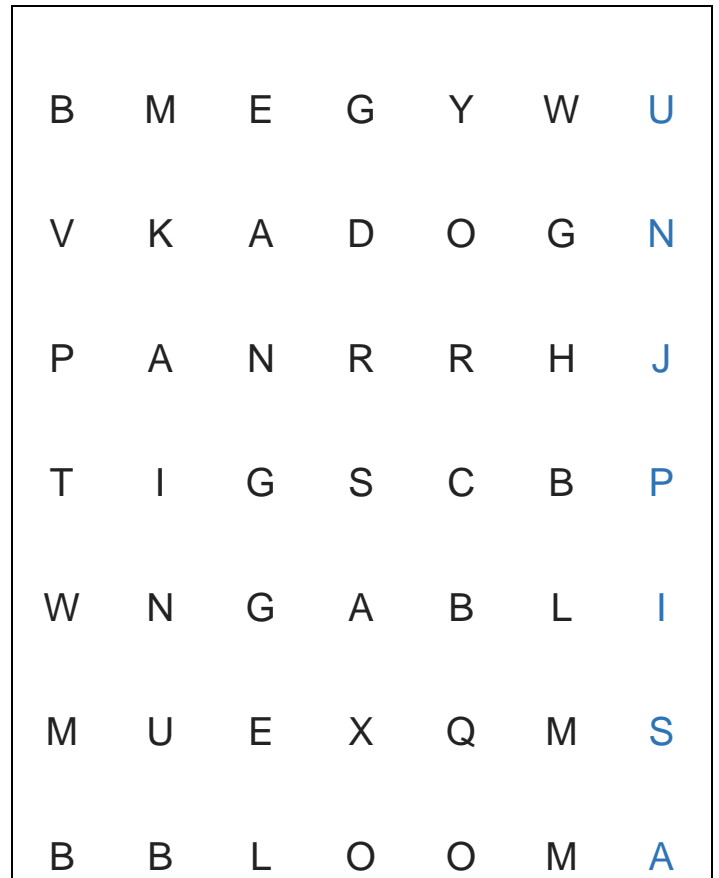 B M E G Y W U
V K A D O G N
P A N R R H J
T I G S C B P
W N G A B L I
M U E X Q M S
B B L O O M A